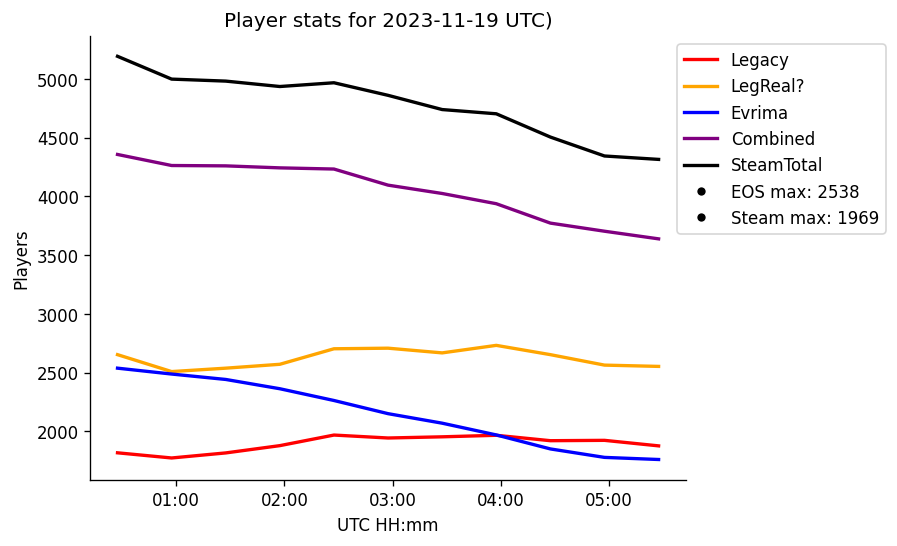 Player stats for 2023-11-19 UTC)
Legacy
LegReal?
Evrima
Combined
SteamTotal
EOS max: 2538
Steam max: 1969
Players
5000
4500
4000
3500
3000
2500
2000
01:00 02:00 03:00 04:00 05:00
UTC HH:mm